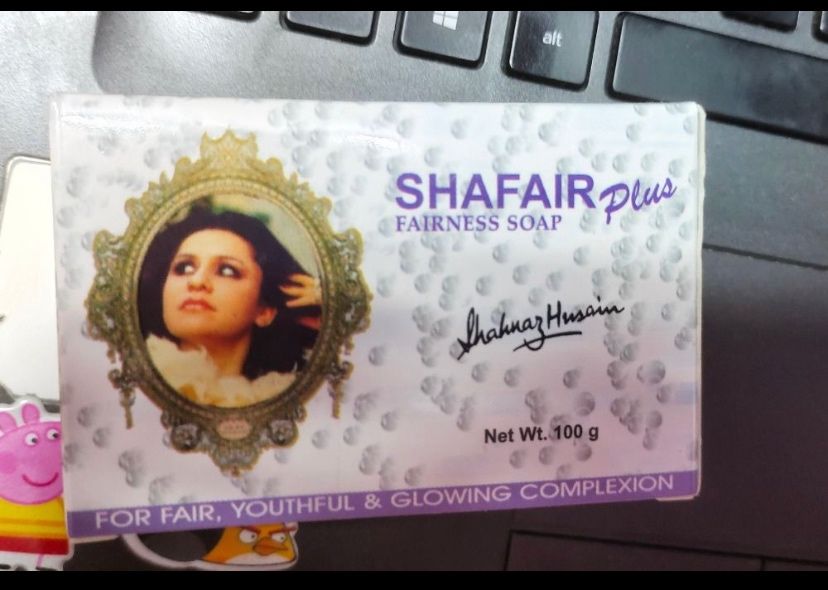 alt
SHAFAIR Plus
FAIRNESS SOAP
Shahnaz Husain
Net Wt. 100 g
FOR FAIR, YOUTHFUL & GLOWING COMPLEXION